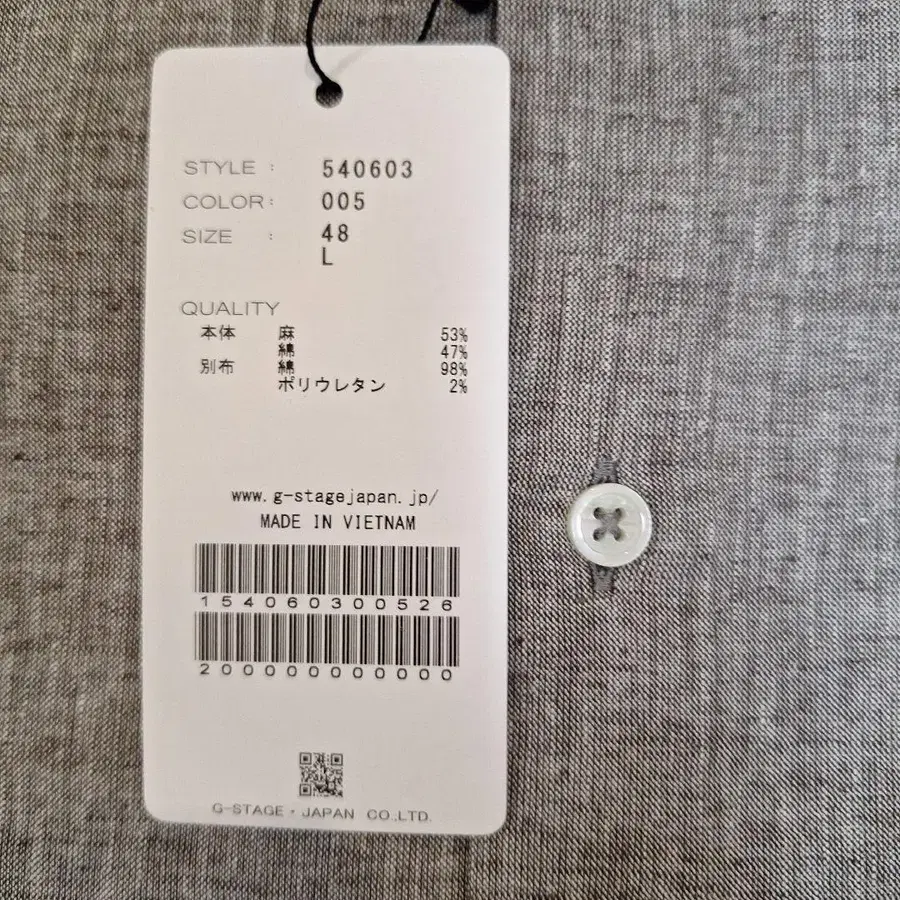 STYLE : 540603
COLOR: 005
SIZE : 48
L
QUALITY
本体 麻 53%
綿 47%
別布 綿 98%
ポリウレタン 2%
www.g-stagejapan.jp/
MADE IN VIETNAM
154060300526
2000000000000
G-STAGE・JAPAN CO.,LTD.